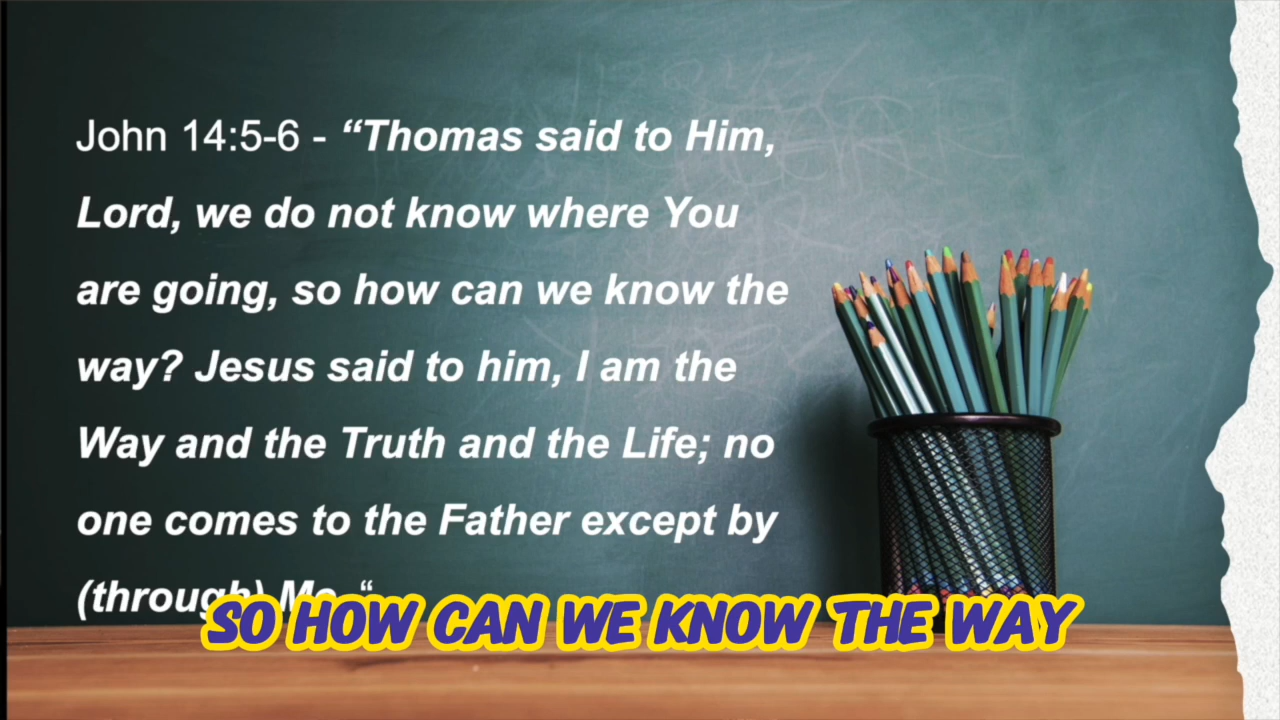 John 14:5-6 - “Thomas said to Him,
Lord, we do not know where You
are going, so how can we know the
way? Jesus said to him, I am the
Way and the Truth and the Life; no
one comes to the Father except by
(through) Me. “
SO HOW CAN WE KNOW THE WAY